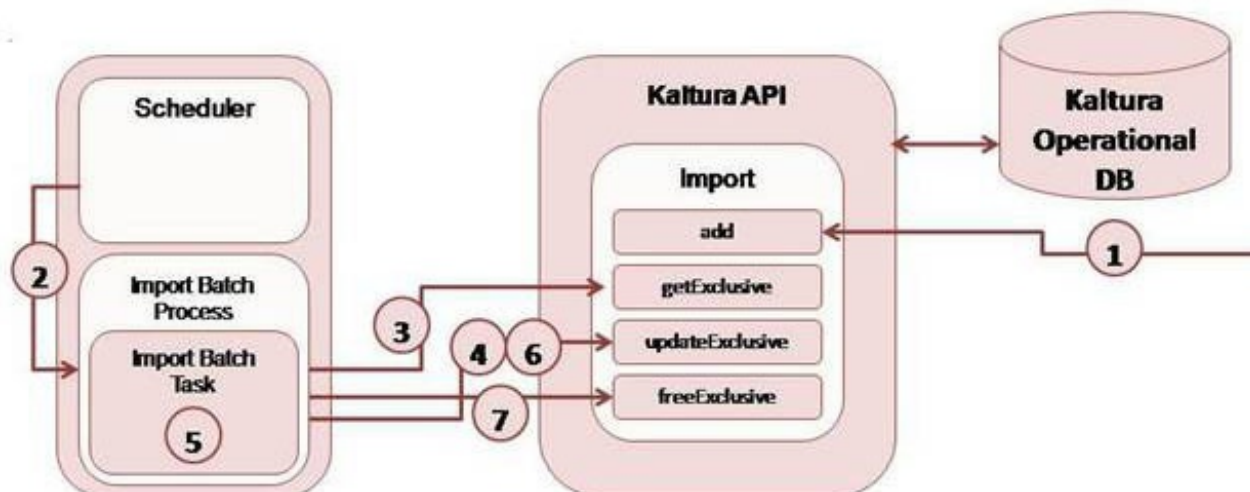 Scheduler
2
Import Batch
Process
Import Batch
Task
5
3
4
6
7
Kaltura API
Import
add
getExclusive
updateExclusive
freeExclusive
Kaltura
Operational
DB
1